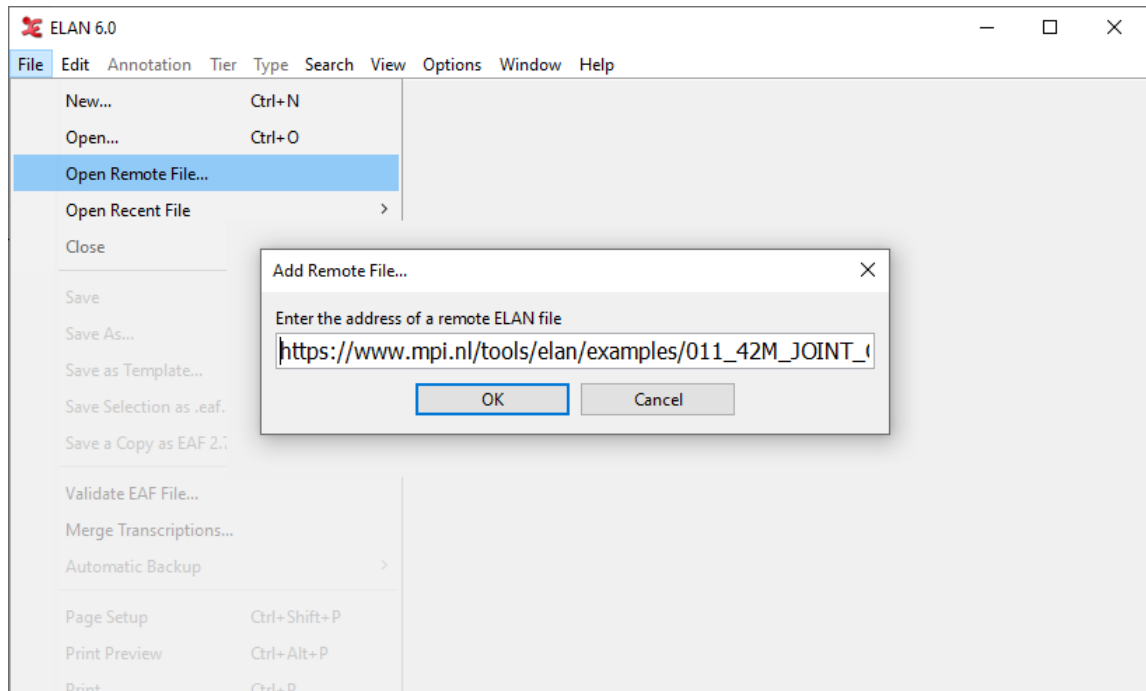 ELAN 6.0
File Edit Annotation Tier Type Search View Options Window Help
New... Ctrl+N
Open... Ctrl+O
Open Remote File...
Open Recent File
Close
Add Remote File...
Enter the address of a remote ELAN file
https://www.mpi.nl/tools/elan/examples/011_42M_JOINT_
OK Cancel
Save
Save As...
Save as Template...
Save Selection as .eaf.
Save a Copy as EAF 2.
Validate EAF File...
Merge Transcriptions...
Automatic Backup
Page Setup Ctrl+Shift+P
Print Preview Ctrl+Alt+P
Print Ctrl+P